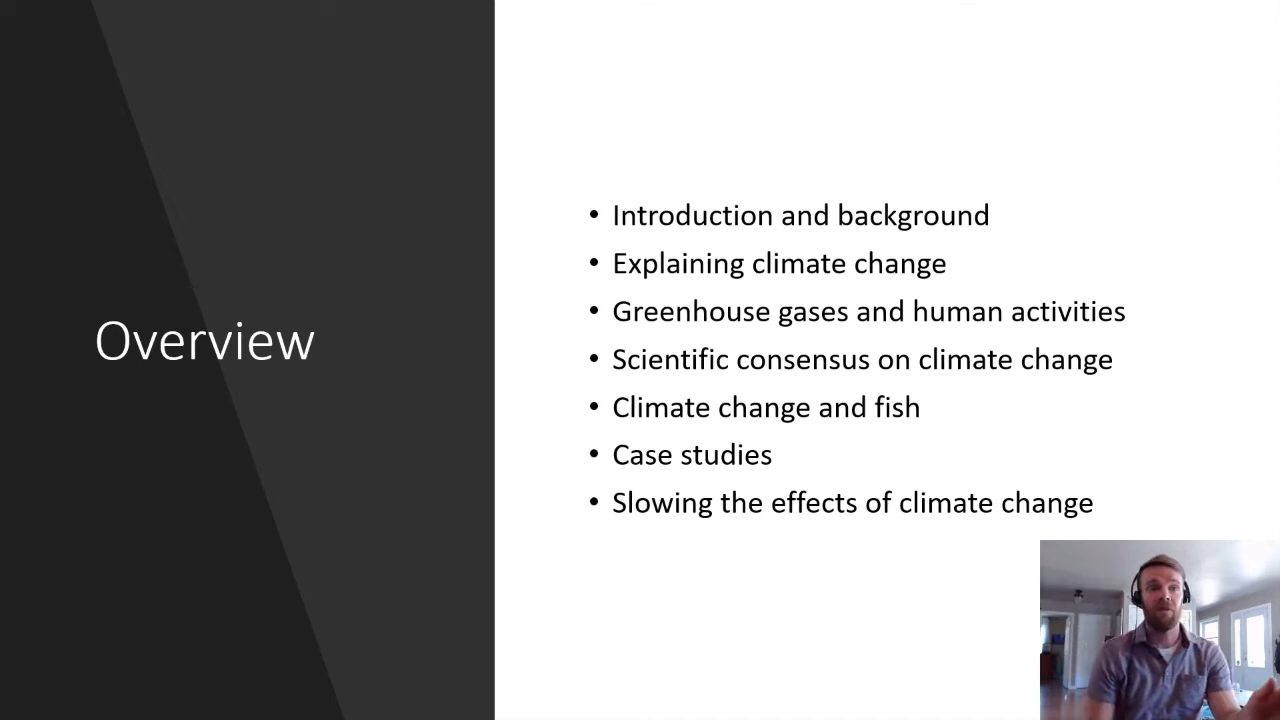 Overview
• Introduction and background
• Explaining climate change
• Greenhouse gases and human activities
• Scientific consensus on climate change
• Climate change and fish
• Case studies
• Slowing the effects of climate change